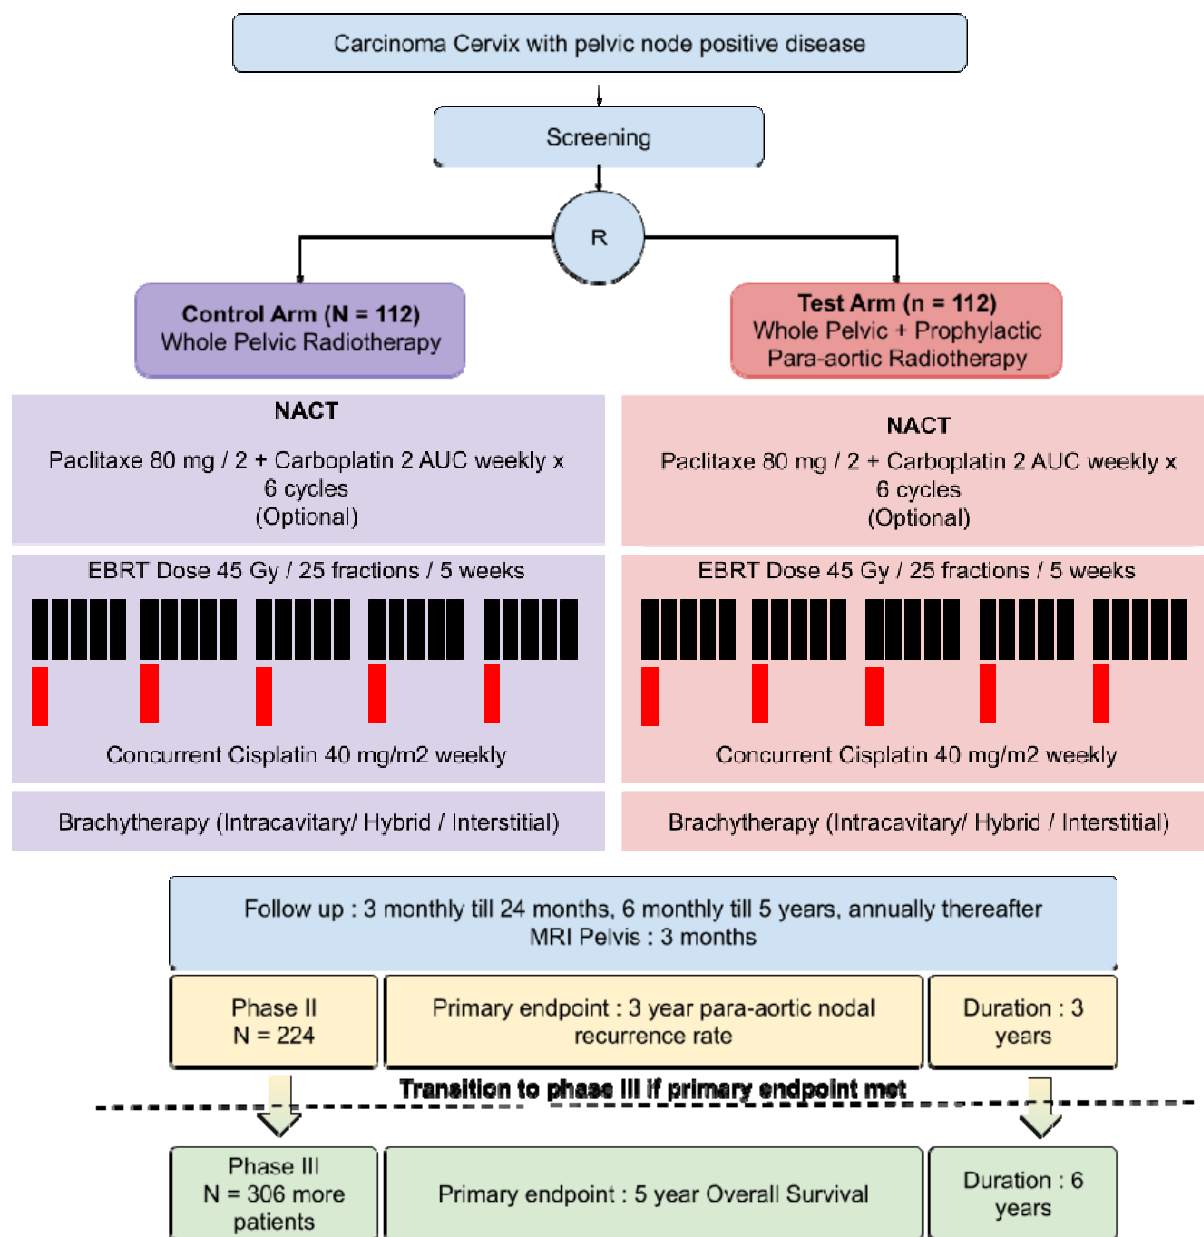 Carcinoma Cervix with pelvic node positive disease
Screening
R
Control Arm (N = 112)
Whole Pelvic Radiotherapy
Test Arm (n = 112)
Whole Pelvic + Prophylactic
Para-aortic Radiotherapy
NACT
Paclitaxe 80 mg / 2 + Carboplatin 2 AUC weekly x
6 cycles
(Optional)
NACT
Paclitaxe 80 mg / 2 + Carboplatin 2 AUC weekly x
6 cycles
(Optional)
EBRT Dose 45 Gy / 25 fractions / 5 weeks
Concurrent Cisplatin 40 mg/m2 weekly
EBRT Dose 45 Gy / 25 fractions / 5 weeks
Concurrent Cisplatin 40 mg/m2 weekly
Brachytherapy (Intracavitary/ Hybrid / Interstitial)
Brachytherapy (Intracavitary/ Hybrid / Interstitial)
Follow up : 3 monthly till 24 months, 6 monthly till 5 years, annually thereafter
MRI Pelvis : 3 months
Phase II
N = 224
Primary endpoint : 3 year para-aortic nodal
recurrence rate
Duration : 3
years
Transition to phase III if primary endpoint met
Phase III
N = 306 more
patients
Primary endpoint : 5 year Overall Survival
Duration : 6
years